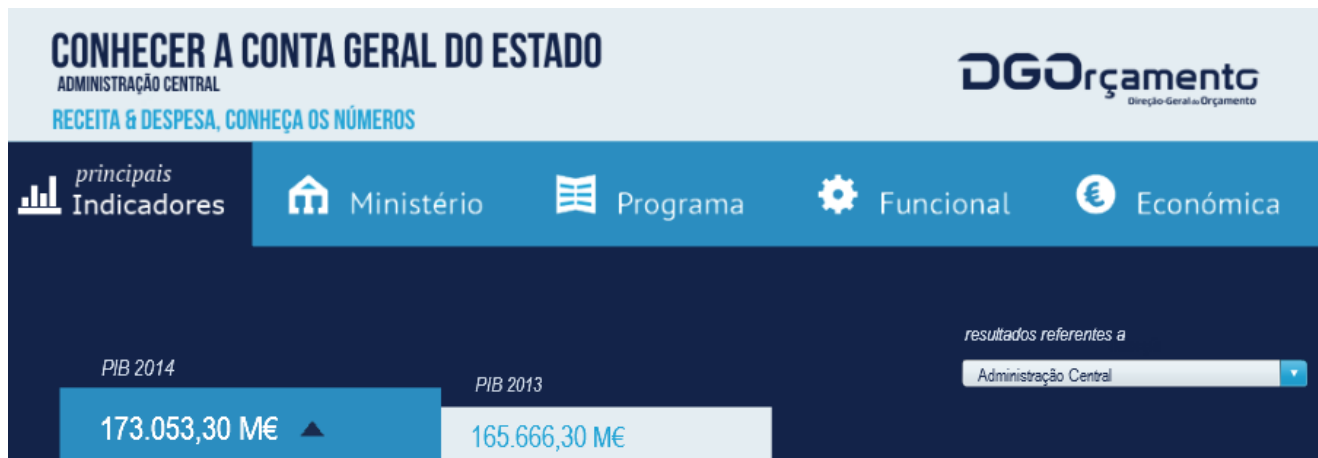 CONHECER A CONTA GERAL DO ESTADO
ADMINISTRAÇÃO CENTRAL
RECEITA & DESPESA, CONHEÇA OS NÚMEROS
DGOrçamento
Direção-Geral do Orçamento
principais
Indicadores
Ministério
Programa
Funcional
Económica
resultados referentes a
Administração Central
PIB 2014
173.053,30 M€
PIB 2013
165.666,30 M€